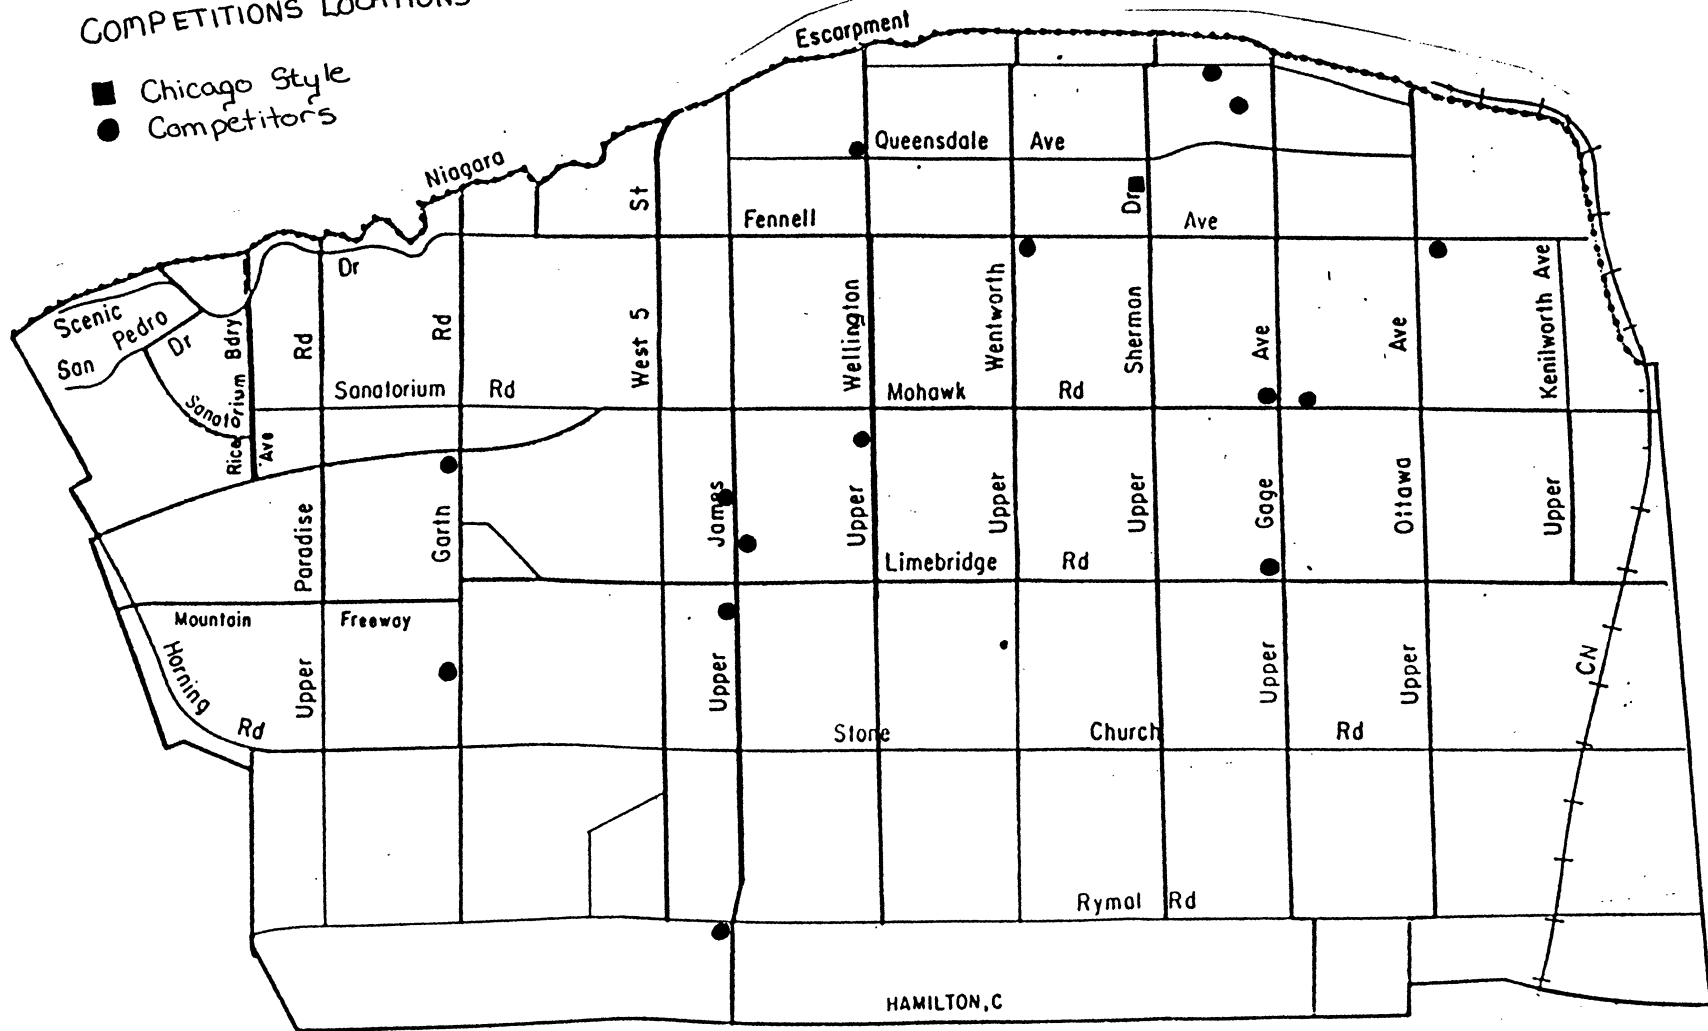 COMPETITIONS LOCATIONS
Chicago Style
Competitors
Escarpment
Niagara
Queensdale Ave
St
Dr
Fennell Ave
Dr
Scenic
San Pedro
Dr
Sanatorium
Bdry
Rd
Rd
West 5
Wellington
Wentworth
Sherman
Ave
Ave
Kenilworth Ave
Sanatorium Rd
Mohawk Rd
Rice Ave
Paradise
Garth
James
Upper
Upper
Upper
Gage
Ottawa
Upper
Limebridge Rd
Mountain Freeway
Horning
Rd
Upper
Upper
Upper
Upper
CN
Stone Church Rd
Rymal Rd
HAMILTON, C